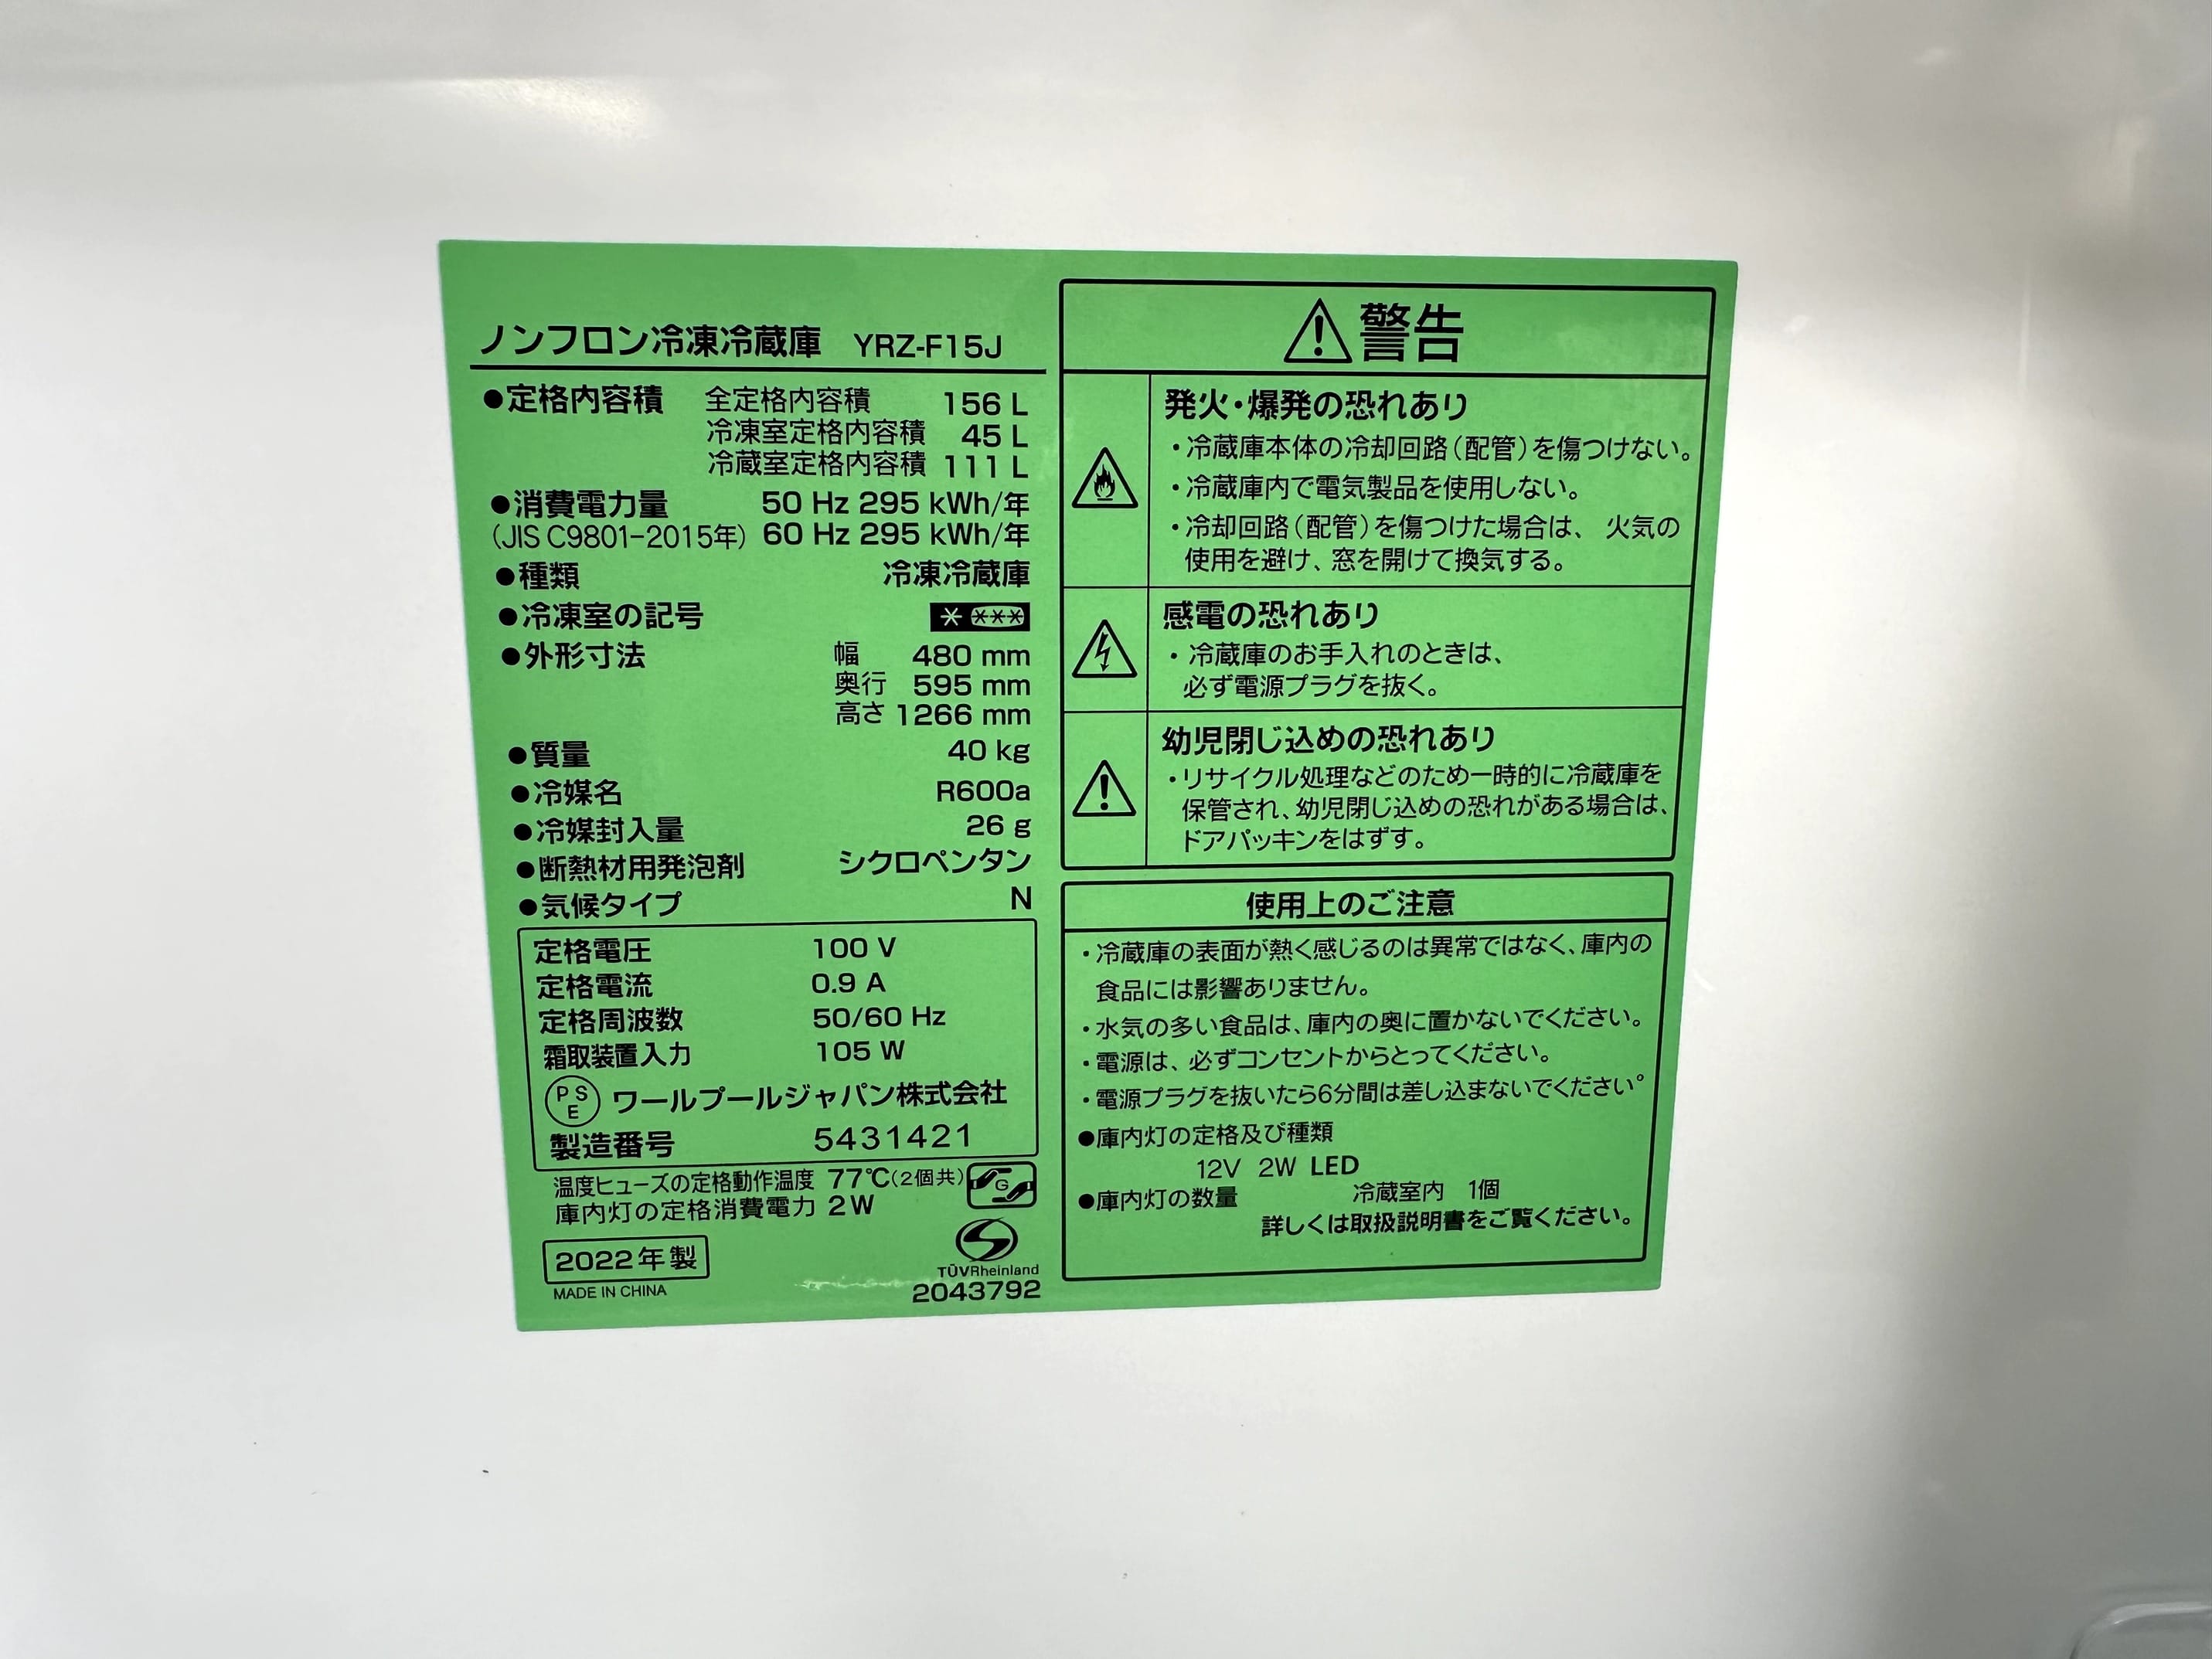 ノンフロン冷凍冷蔵庫 YRZ-F15J
●定格内容積 全定格内容積 156 L
冷凍室定格内容積 45 L
冷蔵室定格内容積 111 L
●消費電力量 50 Hz 295 kWh/年
(JIS C9801-2015年) 60 Hz 295 kWh/年
●種類 冷凍冷蔵庫
●冷凍室の記号 * ***
●外形寸法 幅 480 mm
奥行 595 mm
高さ 1266 mm
●質量 40 kg
●冷媒名 R600a
●冷媒封入量 26 g
●断熱材用発泡剤 シクロペンタン
●気候タイプ N
定格電圧 100 V
定格電流 0.9 A
定格周波数 50/60 Hz
霜取装置入力 105 W
PSE ワールプールジャパン株式会社
製造番号 5431421
温度ヒューズの定格動作温度 77℃(2個共)
G
庫内灯の定格消費電力 2W
2022年製
MADE IN CHINA
TÜVRheinland
2043792
警告
発火・爆発の恐れあり
・冷蔵庫本体の冷却回路(配管)を傷つけない。
・冷蔵庫内で電気製品を使用しない。
・冷却回路(配管)を傷つけた場合は、火気の
使用を避け、窓を開けて換気する。
感電の恐れあり
・冷蔵庫のお手入れのときは、
必ず電源プラグを抜く。
幼児閉じ込めの恐れあり
・リサイクル処理などのため一時的に冷蔵庫を
保管され、幼児閉じ込めの恐れがある場合は、
ドアパッキンをはずす。
使用上のご注意
・冷蔵庫の表面が熱く感じるのは異常ではなく、庫内の
食品には影響ありません。
・水気の多い食品は、庫内の奥に置かないでください。
・電源は、必ずコンセントからとってください。
・電源プラグを抜いたら6分間は差し込まないでください。
●庫内灯の定格及び種類
12V 2W LED
●庫内灯の数量 冷蔵室内 1個
詳しくは取扱説明書をご覧ください。